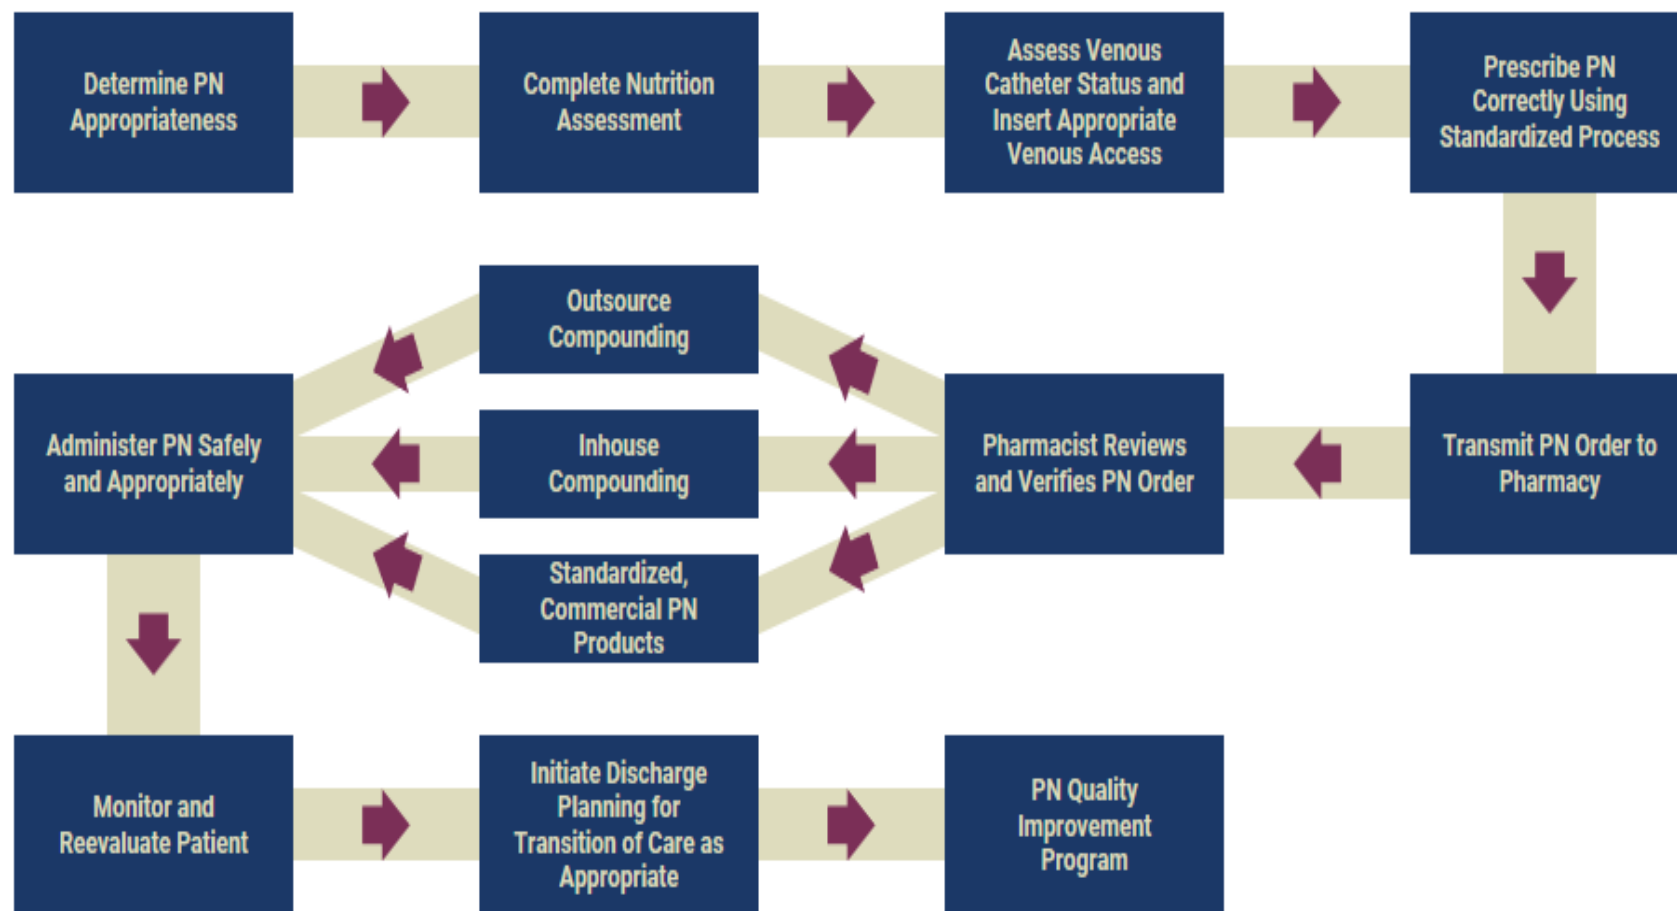 Determine PN
Appropriateness
Complete Nutrition
Assessment
Assess Venous
Catheter Status and
Insert Appropriate
Venous Access
Prescribe PN
Correctly Using
Standardized Process
Transmit PN Order to
Pharmacy
Pharmacist Reviews
and Verifies PN Order
Outsource
Compounding
Inhouse
Compounding
Standardized,
Commercial PN
Products
Administer PN Safely
and Appropriately
Monitor and
Reevaluate Patient
Initiate Discharge
Planning for
Transition of Care as
Appropriate
PN Quality
Improvement
Program